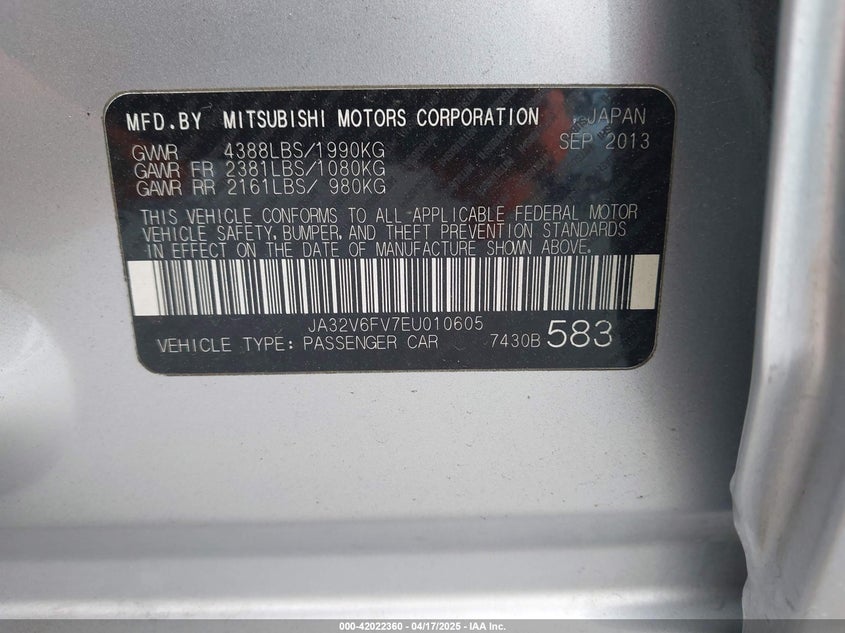 MFD.BY MITSUBISHI MOTORS CORPORATION , JAPAN
SEP 2013
GVWR 4388LBS/1990KG
GAWR FR 2381LBS/1080KG
GAWR RR 2161LBS/ 980KG
THIS VEHICLE CONFORMS TO ALL APPLICABLE FEDERAL MOTOR
VEHICLE SAFETY, BUMPER, AND THEFT PREVENTION STANDARDS
IN EFFECT ON THE DATE OF MANUFACTURE SHOWN ABOVE.
JA32V6FV7EU010605
VEHICLE TYPE: PASSENGER CAR 7430B 583
000-42022360 - 04/17/2025 - IAA Inc.